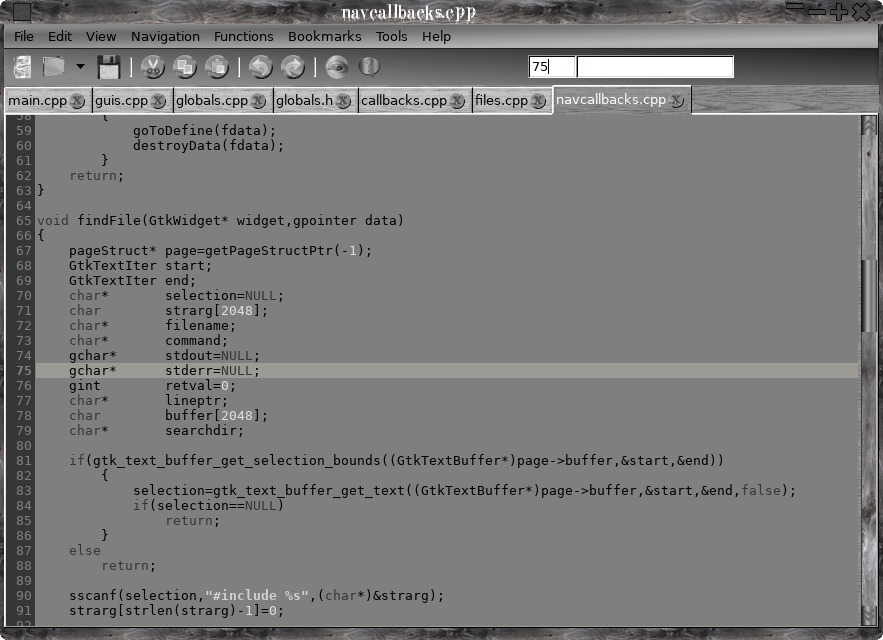 navcallbacks.cpp
File Edit View Navigation Functions Bookmarks Tools Help
75
main.cpp guis.cpp globals.cpp globals.h callbacks.cpp files.cpp navcallbacks.cpp
58 {
59 goToDefine(fdata);
60 destroyData(fdata);
61 }
62 return;
63 }
64
65 void findFile(GtkWidget* widget,gpointer data)
66 {
67 pageStruct* page=getPageStructPtr(-1);
68 GtkTextIter start;
69 GtkTextIter end;
70 char* selection=NULL;
71 char strarg[2048];
72 char* filename;
73 char* command;
74 gchar* stdout=NULL;
75 gchar* stderr=NULL;
76 gint retval=0;
77 char* lineptr;
78 char buffer[2048];
79 char* searchdir;
80
81 if(gtk_text_buffer_get_selection_bounds((GtkTextBuffer*)page->buffer,&start,&end))
82 {
83 selection=gtk_text_buffer_get_text((GtkTextBuffer*)page->buffer,&start,&end,false);
84 if(selection==NULL)
85 return;
86 }
87 else
88 return;
89
90 sscanf(selection,"#include %s",(char*)&strarg);
91 strarg[strlen(strarg)-1]=0;
92